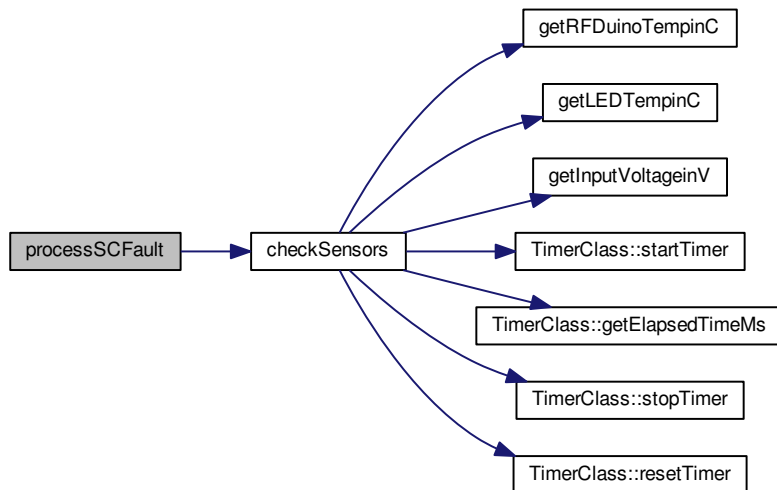 processSCFault
checkSensors
getRFDuinoTempinC
getLEDTempinC
getInputVoltageinV
TimerClass::startTimer
TimerClass::getElapsedTimeMs
TimerClass::stopTimer
TimerClass::resetTimer